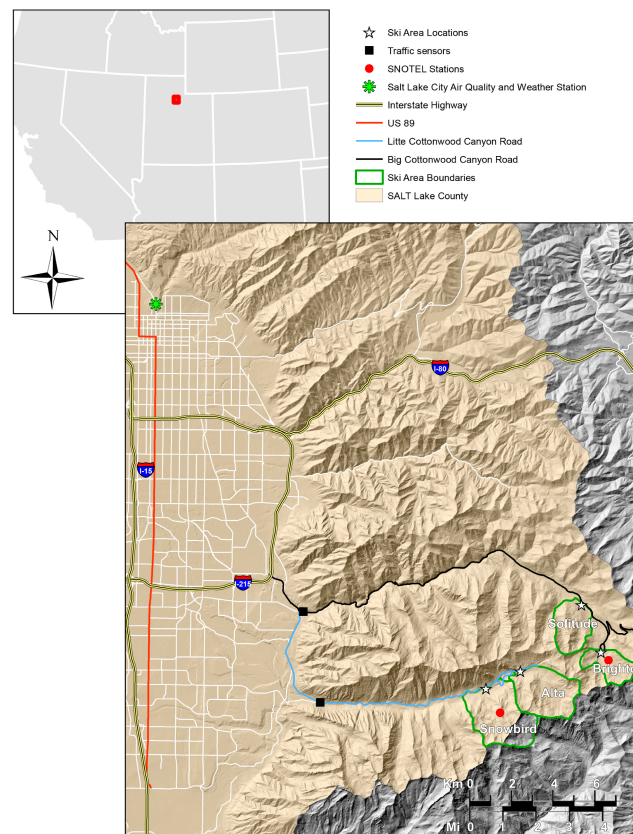 Ski Area Locations
Traffic sensors
SNOTEL Stations
Salt Lake City Air Quality and Weather Station
Interstate Highway
US 89
Litte Cottonwood Canyon Road
Big Cottonwood Canyon Road
Ski Area Boundaries
SALT Lake County
N
I-80
I-15
I-215
Solitude
Brighto
Alta
Snowbird
Km 0 2 4 6
Mi 0 1 2 4